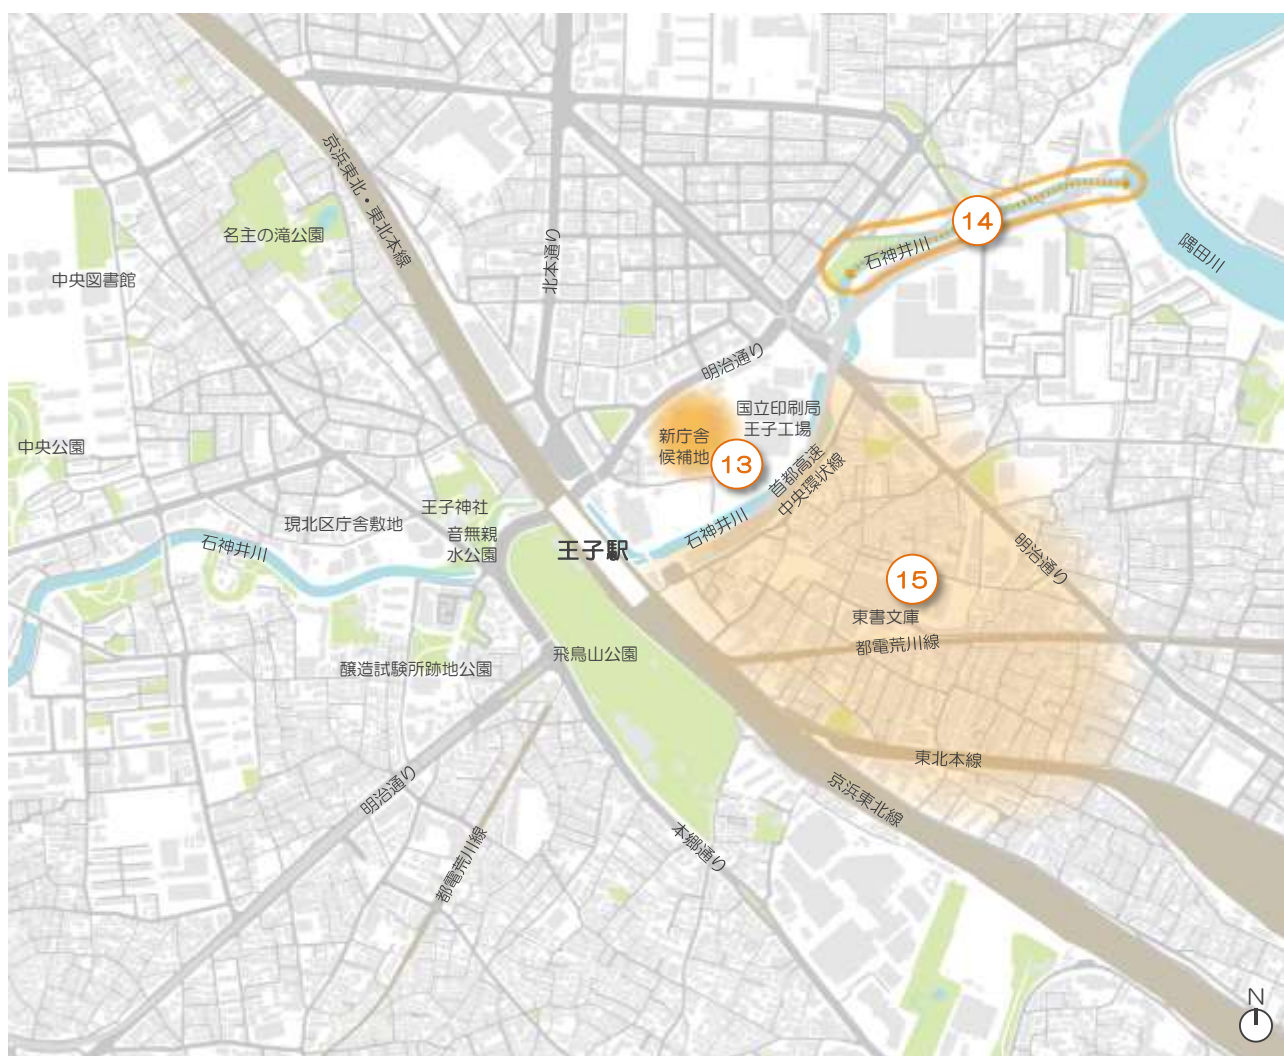 京浜東北・東北本線
14
名主の滝公園
石神井川
隅田川
中央図書館
北本通り
明治通り
国立印刷局
王子工場
新庁舎
候補地
13
中央公園
首都高速
中央環状線
王子神社
現北区庁舎敷地
音無親
水公園
石神井川
石神井川
王子駅
明治通り
15
東書文庫
都電荒川線
飛鳥山公園
醸造試験所跡地公園
東北本線
明治通り
京浜東北線
本郷通り
都電荒川線
N